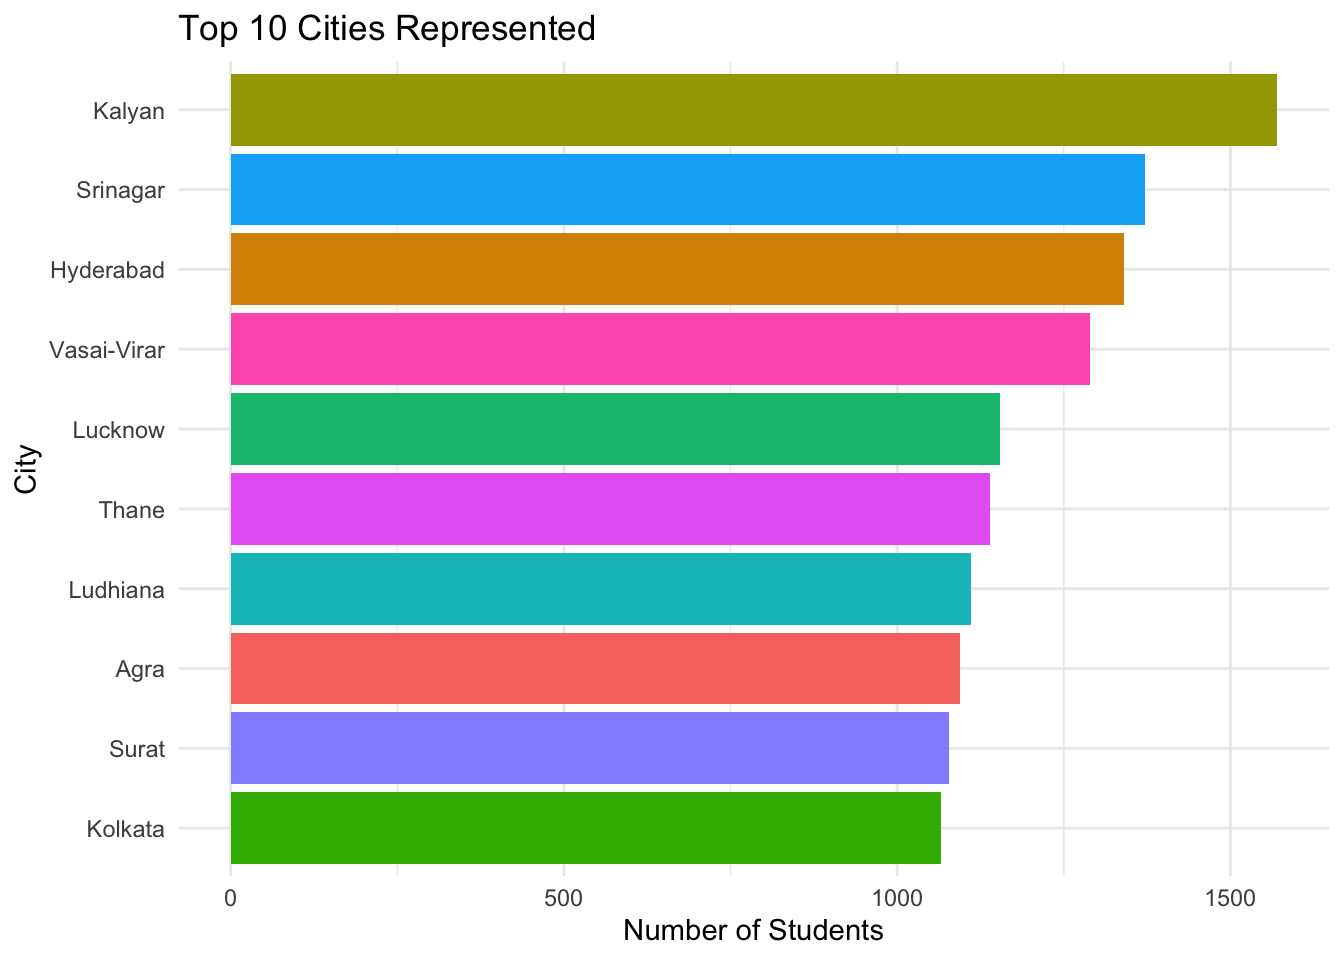 Top 10 Cities Represented
Kalyan
Srinagar
Hyderabad
Vasai-Virar
Lucknow
Thane
Ludhiana
Agra
Surat
Kolkata
City
0 500 1000 1500
Number of Students